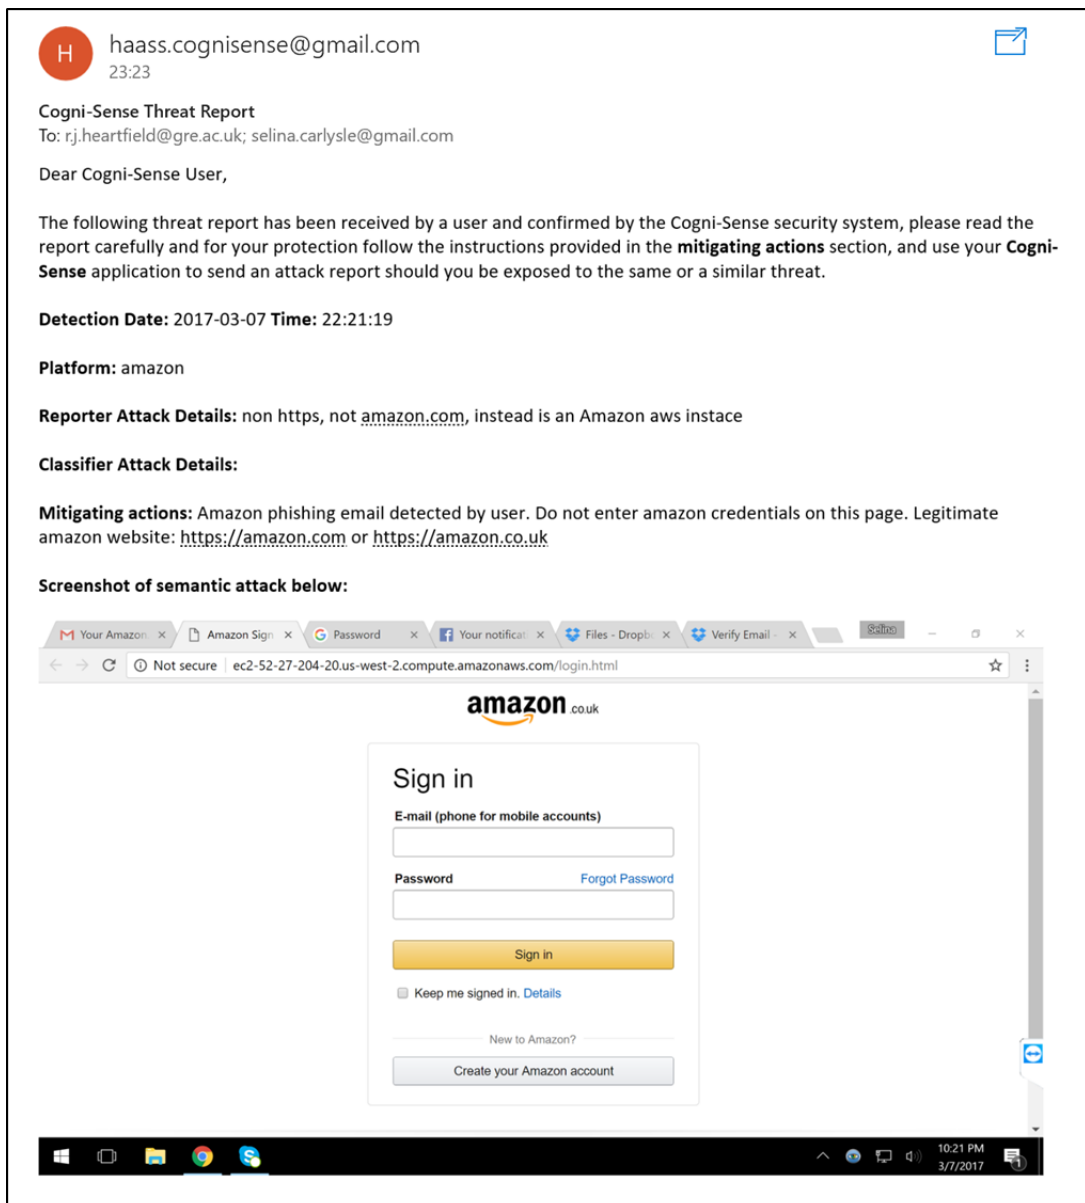 H
haass.cognisense@gmail.com
23:23
Cogni-Sense Threat Report
To: r.j.heartfield@gre.ac.uk; selina.carlysle@gmail.com
Dear Cogni-Sense User,
The following threat report has been received by a user and confirmed by the Cogni-Sense security system, please read the
report carefully and for your protection follow the instructions provided in the mitigating actions section, and use your Cogni-
Sense application to send an attack report should you be exposed to the same or a similar threat.
Detection Date: 2017-03-07 Time: 22:21:19
Platform: amazon
Reporter Attack Details: non https, not amazon.com, instead is an Amazon aws instace
Classifier Attack Details:
Mitigating actions: Amazon phishing email detected by user. Do not enter amazon credentials on this page. Legitimate
amazon website: https://amazon.com or https://amazon.co.uk
Screenshot of semantic attack below:
Your Amazon Amazon Sign Password Your notificat Files - Dropb Verify Email - Selina
Not secure ec2-52-27-204-20.us-west-2.compute.amazonaws.com/login.html
amazon.co.uk
Sign in
E-mail (phone for mobile accounts)
Password Forgot Password
Sign in
Keep me signed in. Details
New to Amazon?
Create your Amazon account
10:21 PM
3/7/2017
1